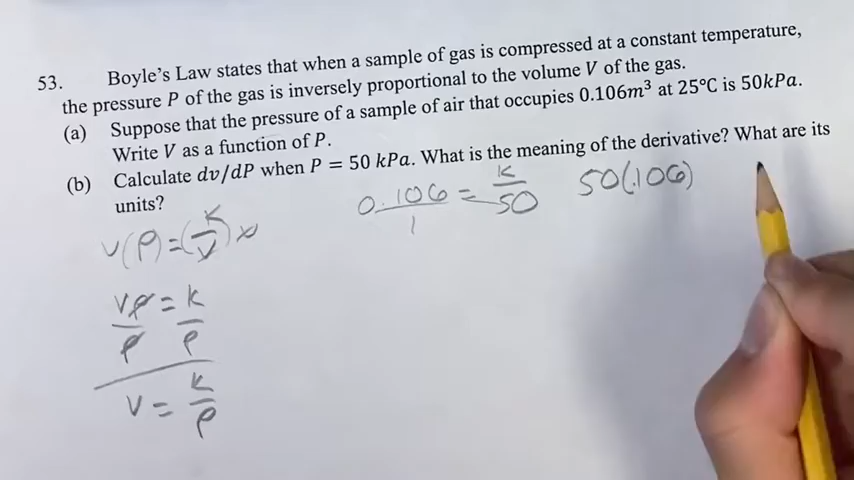 53. Boyle's Law states that when a sample of gas is compressed at a constant temperature,
the pressure P of the gas is inversely proportional to the volume V of the gas.
(a) Suppose that the pressure of a sample of air that occupies 0.106m³ at 25°C is 50kPa.
Write V as a function of P.
(b) Calculate dv/dP when P = 50 kPa. What is the meaning of the derivative? What are its
units?
0.106/1 = K/50 50(.106)
V(P) = (K/V) V
VP/P = K/P
V = K/P